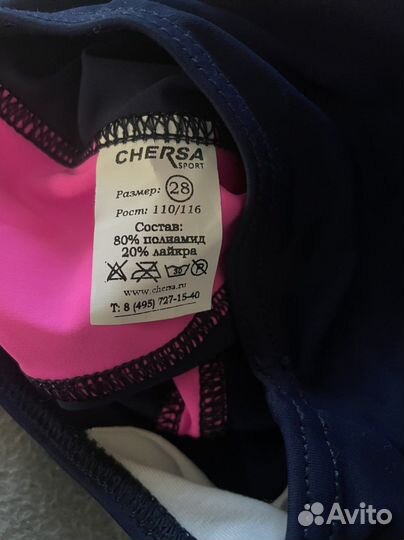 CHERSA
SPORT
Размер: 28
Рост: 110/116
Состав:
80% полиамид
20% лайкра
30 P
www.chersa.ru
Т: 8 (495) 727-15-40
Avito